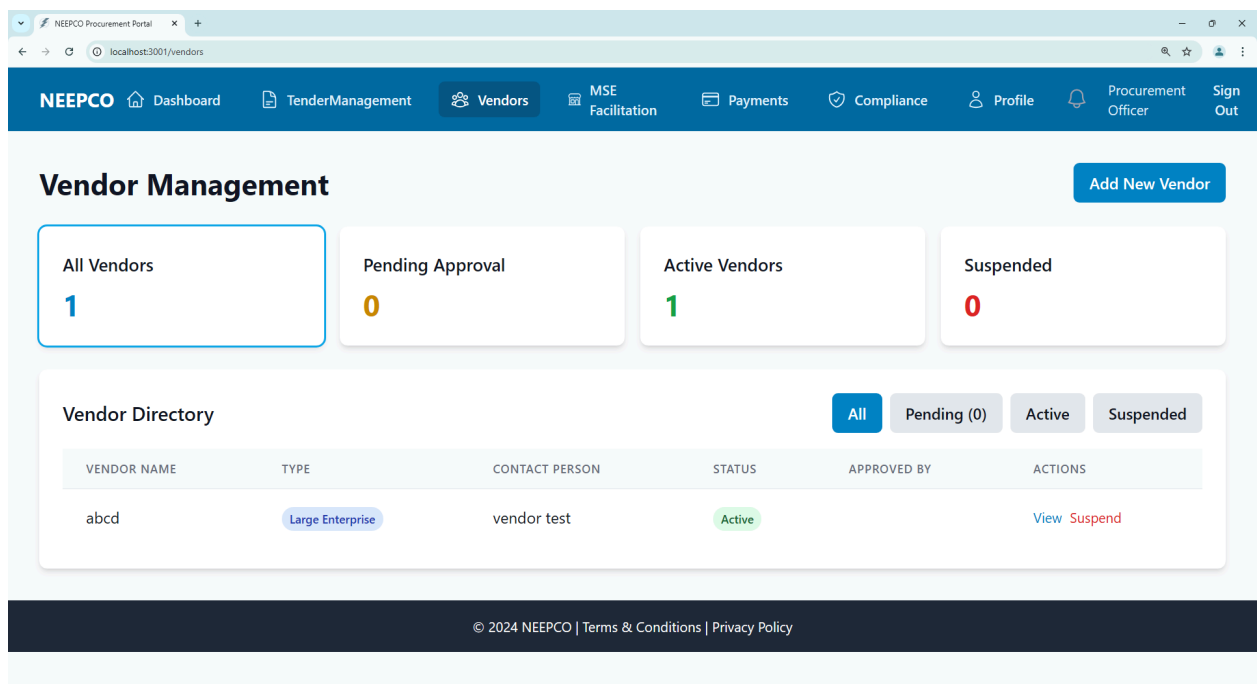 NEEPCO Procurement Portal
localhost:3001/vendors
NEEPCO Dashboard TenderManagement Vendors MSE Facilitation Payments Compliance Profile Procurement Officer Sign Out
Vendor Management
Add New Vendor
All Vendors Pending Approval Active Vendors Suspended
1 0 1 0
Vendor Directory All Pending (0) Active Suspended
VENDOR NAME TYPE CONTACT PERSON STATUS APPROVED BY ACTIONS
abcd Large Enterprise vendor test Active View Suspend
© 2024 NEEPCO | Terms & Conditions | Privacy Policy